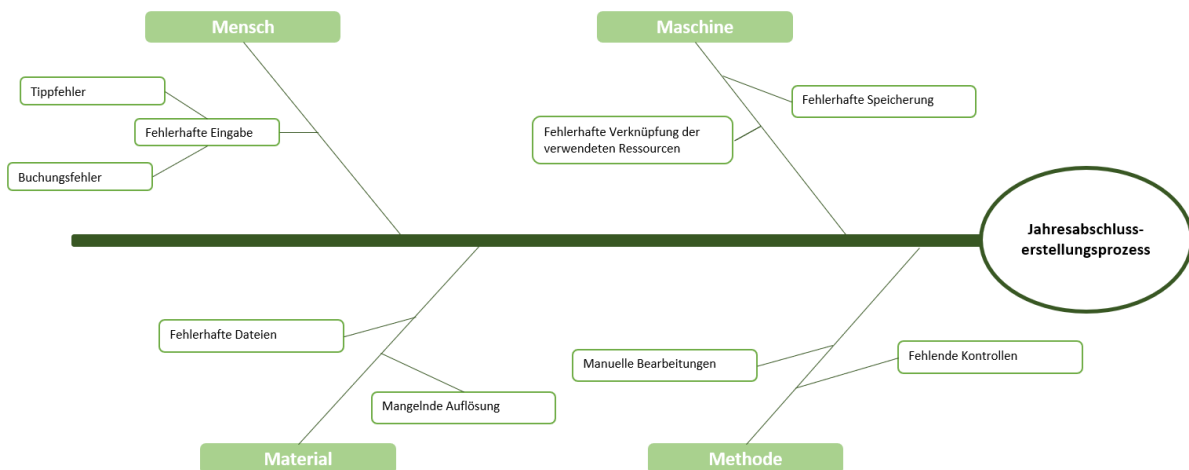 Mensch
Maschine
Tippfehler
Fehlerhafte Speicherung
Fehlerhafte Eingabe
Fehlerhafte Verknüpfung der
verwendeten Ressourcen
Buchungsfehler
Jahresabschluss-
erstellungsprozess
Fehlerhafte Dateien
Manuelle Bearbeitungen
Fehlende Kontrollen
Mangelnde Auflösung
Material
Methode